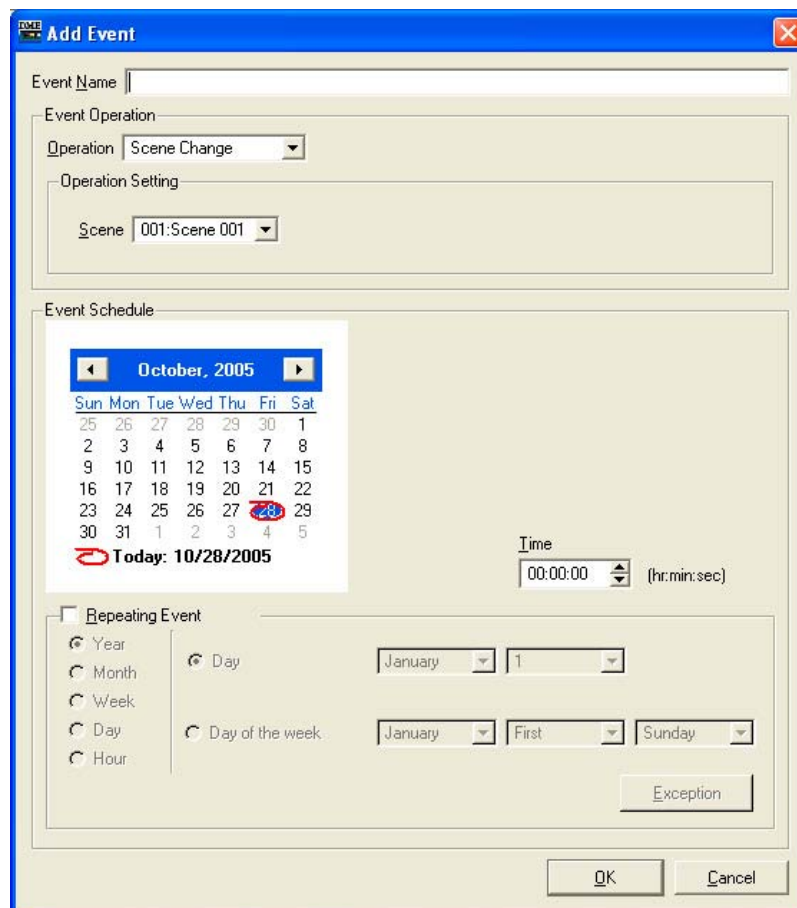 DME
Add Event
Event Name
Event Operation
Operation Scene Change
Operation Setting
Scene 001:Scene 001
Event Schedule
October, 2005
Sun Mon Tue Wed Thu Fri Sat
25 26 27 28 29 30 1
2 3 4 5 6 7 8
9 10 11 12 13 14 15
16 17 18 19 20 21 22
23 24 25 26 27 28 29
30 31 1 2 3 4 5
Today: 10/28/2005
Time
00:00:00 (hr:min:sec)
Repeating Event
Year
Month
Week
Day
Hour
Day January 1
Day of the week January First Sunday
Exception
OK Cancel